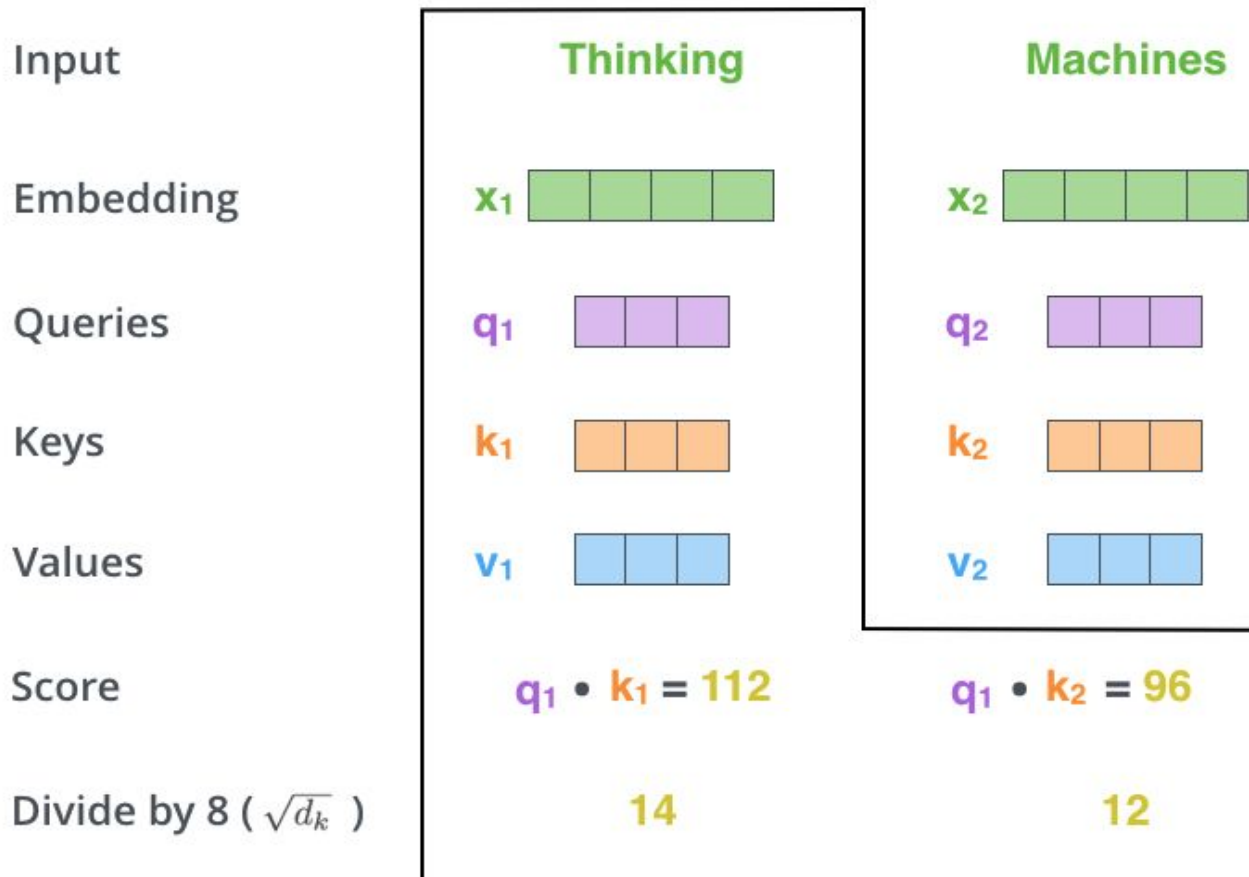 Input Thinking Machines
Embedding x₁ x₂
Queries q₁ q₂
Keys k₁ k₂
Values v₁ v₂
Score q₁ • k₁ = 112 q₁ • k₂ = 96
Divide by 8 ( √dₖ ) 14 12